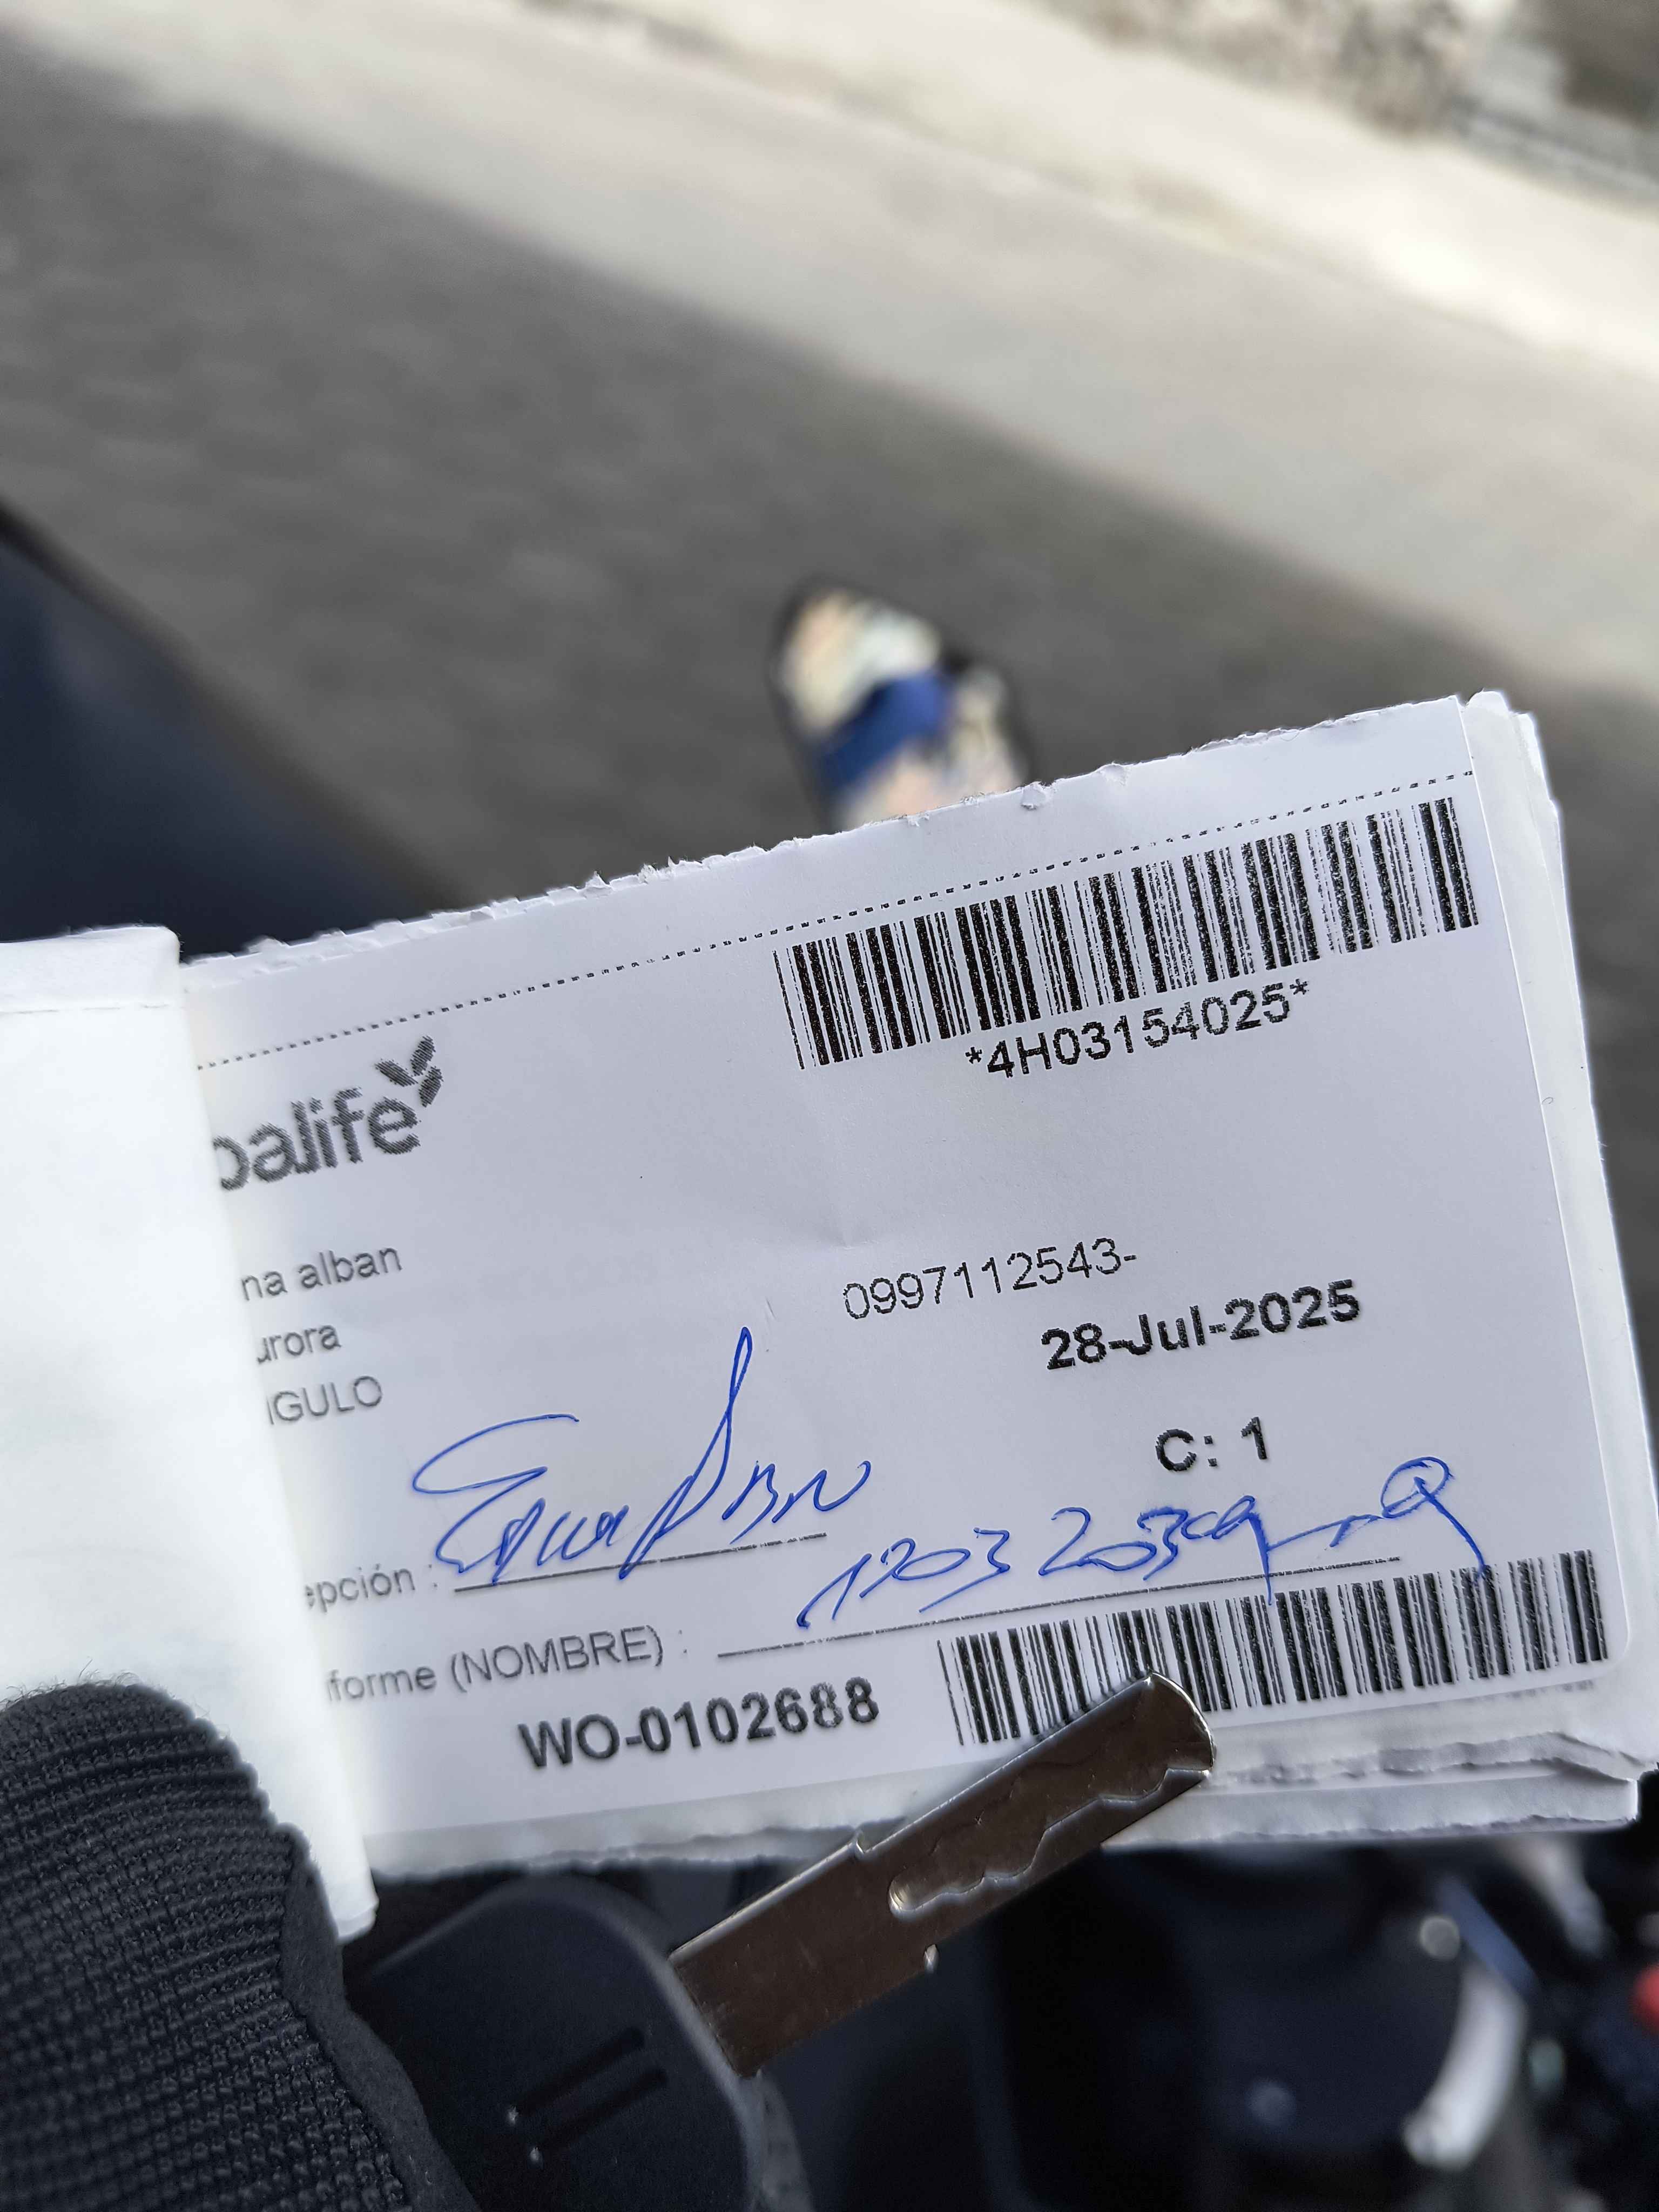 *4H03154025*
balife
na alban
0997112543-
urora
28-Jul-2025
IGULO
C: 1
epción :
forme (NOMBRE) :
WO-0102688